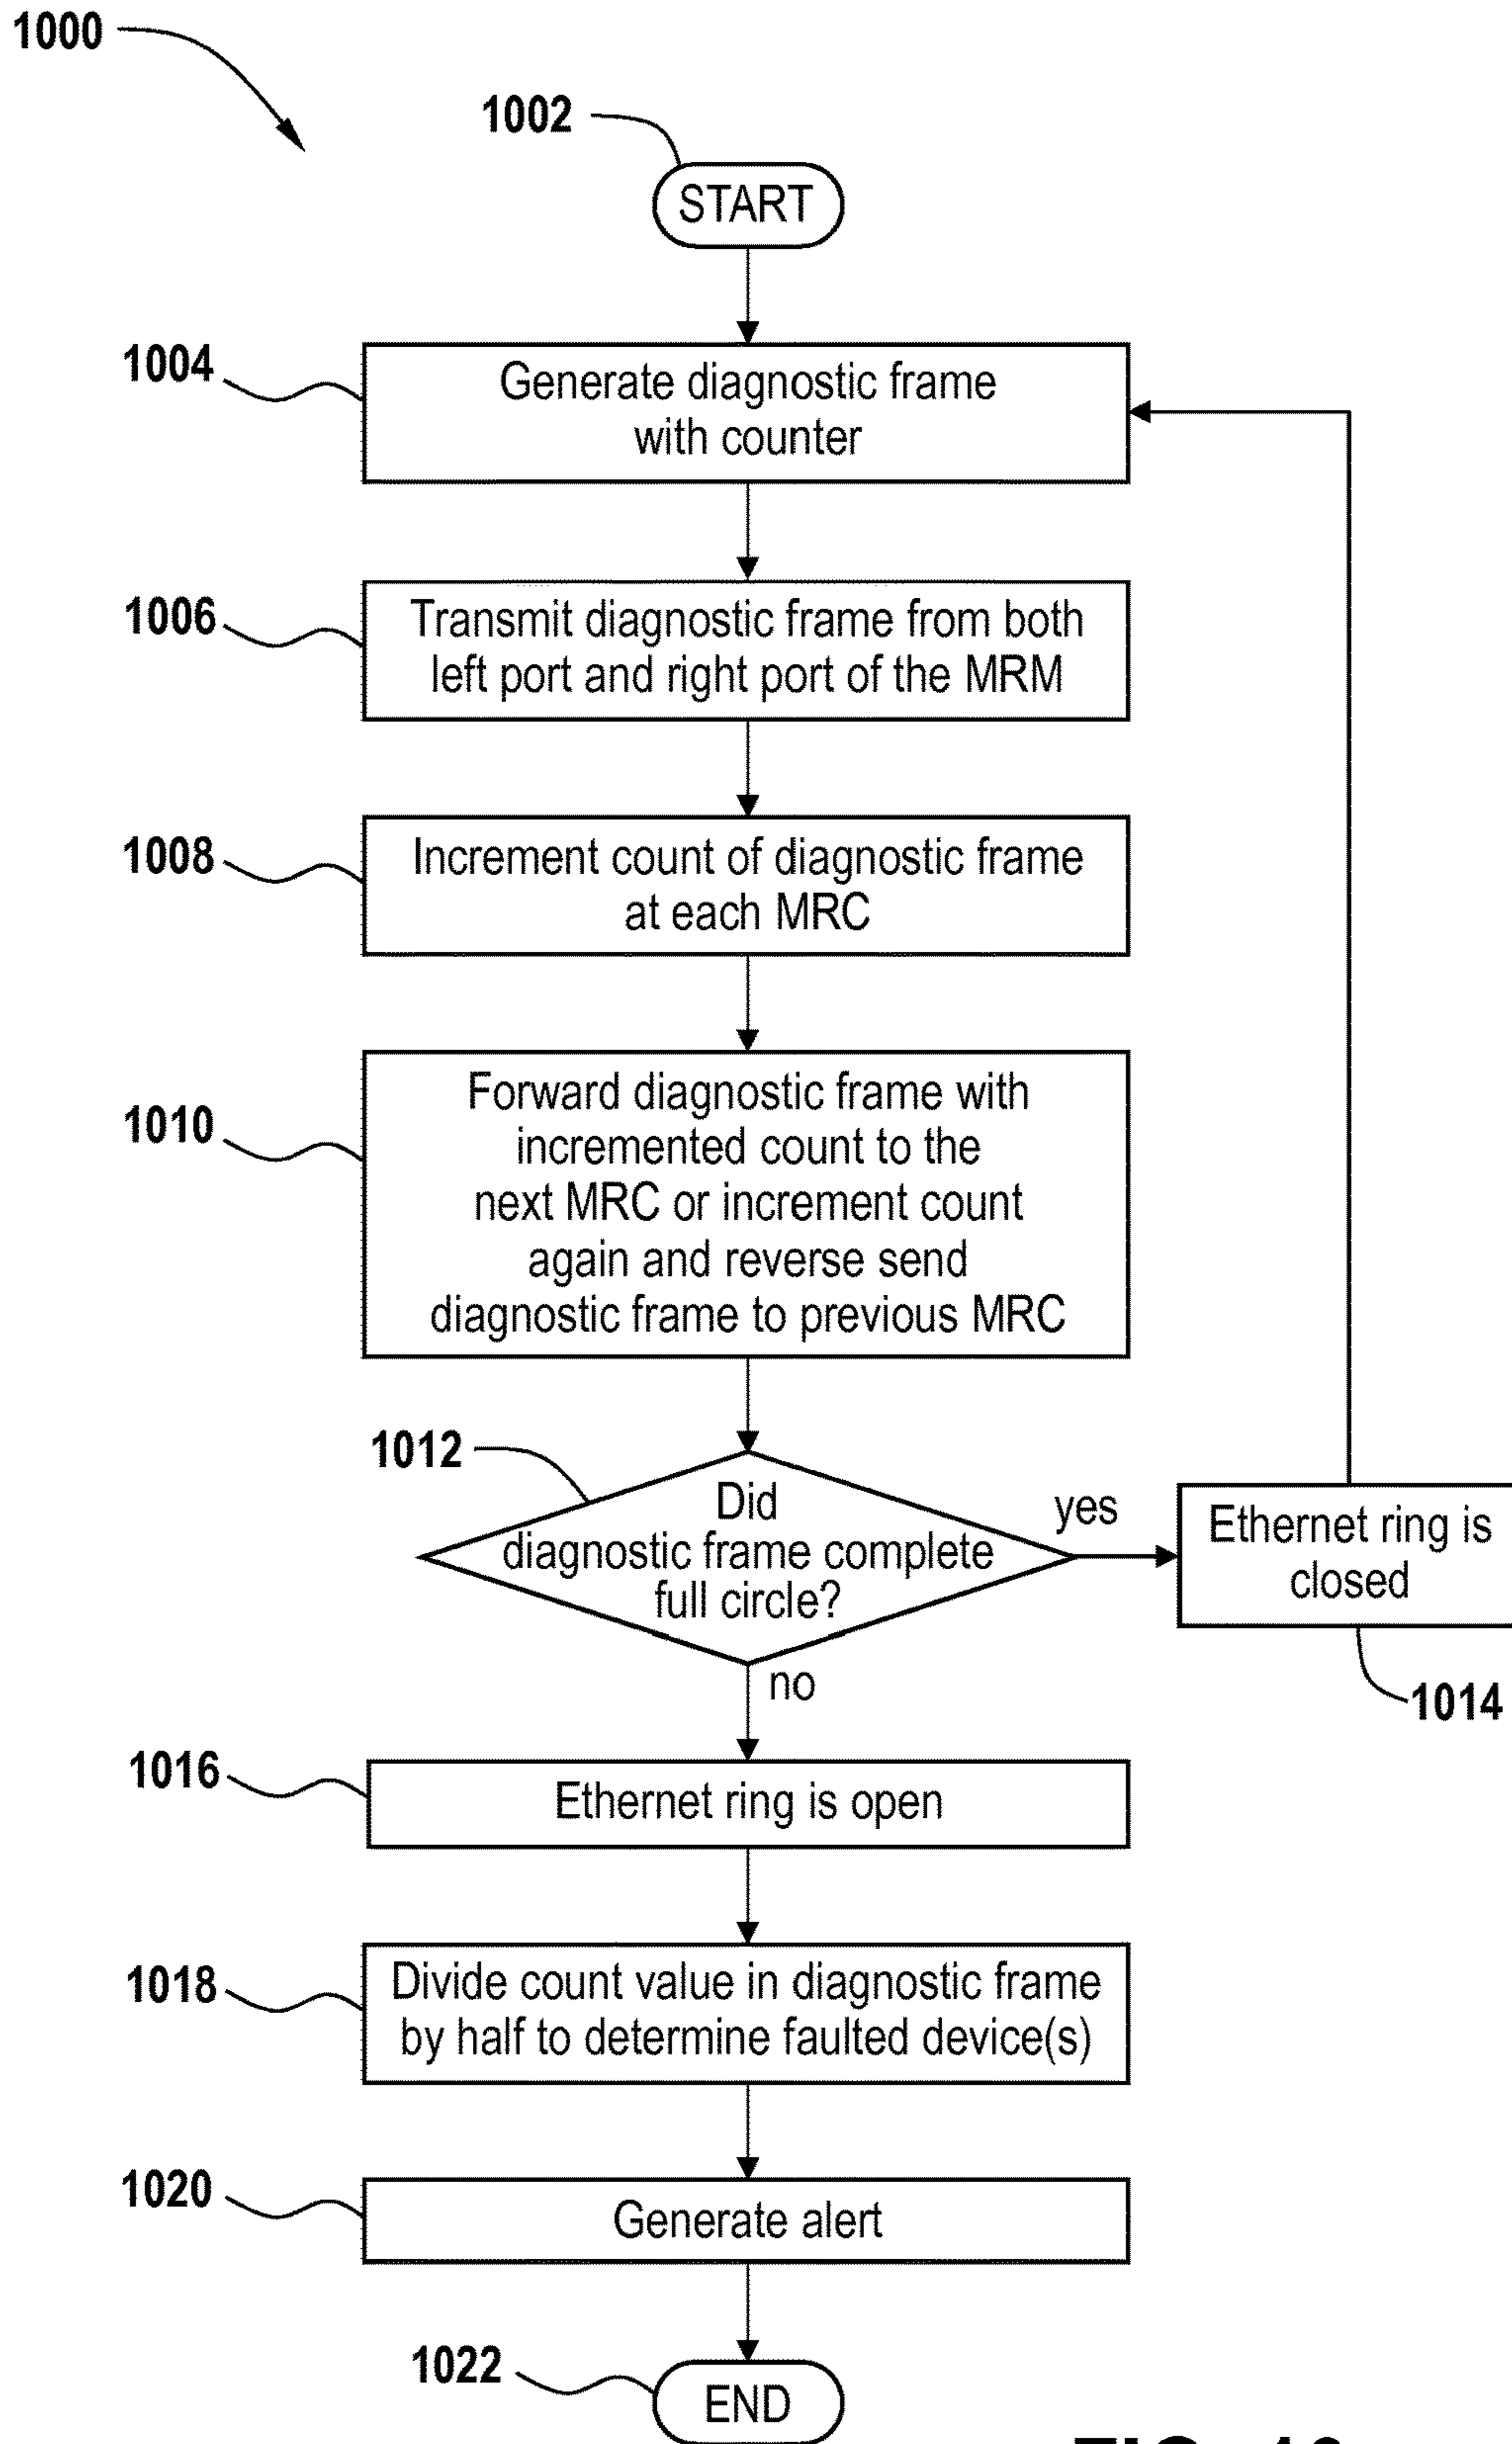 1000
1002
START
1004
Generate diagnostic frame
with counter
1006
Transmit diagnostic frame from both
left port and right port of the MRM
1008
Increment count of diagnostic frame
at each MRC
1010
Forward diagnostic frame with
incremented count to the
next MRC or increment count
again and reverse send
diagnostic frame to previous MRC
1012
Did
diagnostic frame complete
full circle?
yes
Ethernet ring is
closed
1014
no
1016
Ethernet ring is open
1018
Divide count value in diagnostic frame
by half to determine faulted device(s)
1020
Generate alert
1022
END